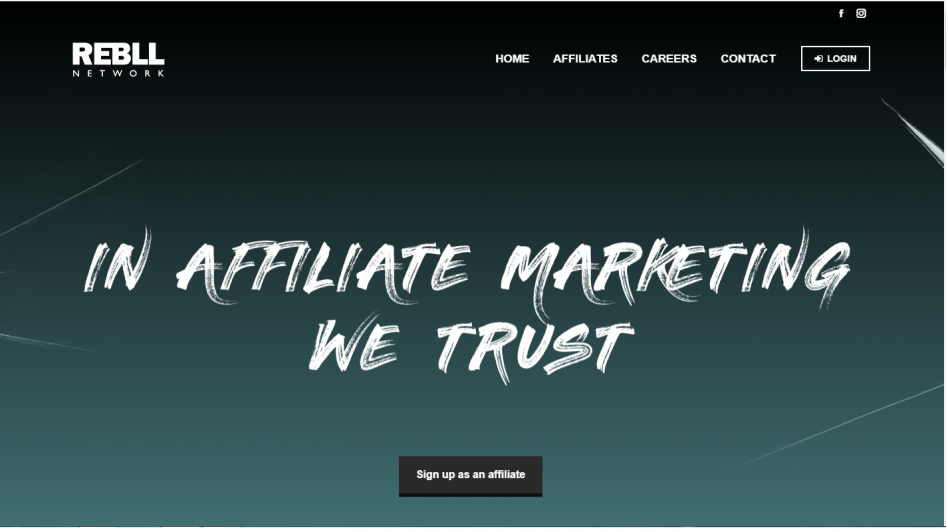 REBLL
NETWORK
HOME AFFILIATES CAREERS CONTACT LOGIN
IN AFFILIATE MARKETING
WE TRUST
Sign up as an affiliate